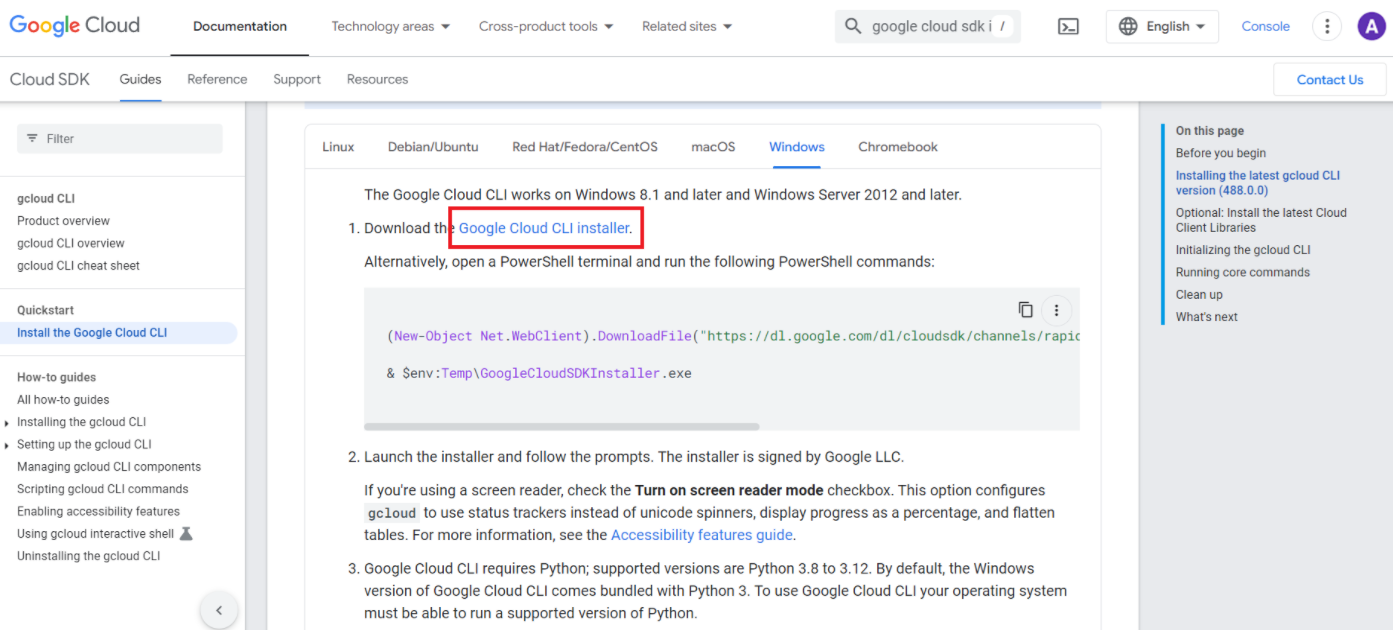 Google Cloud
Documentation
Technology areas
Cross-product tools
Related sites
google cloud sdk i /
English
Console
A
Cloud SDK
Guides
Reference
Support
Resources
Contact Us
Filter
gcloud CLI
Product overview
gcloud CLI overview
gcloud CLI cheat sheet
Quickstart
Install the Google Cloud CLI
How-to guides
All how-to guides
Installing the gcloud CLI
Setting up the gcloud CLI
Managing gcloud CLI components
Scripting gcloud CLI commands
Enabling accessibility features
Using gcloud interactive shell
Uninstalling the gcloud CLI
Linux
Debian/Ubuntu
Red Hat/Fedora/CentOS
macOS
Windows
Chromebook
The Google Cloud CLI works on Windows 8.1 and later and Windows Server 2012 and later.
1. Download the Google Cloud CLI installer.
Alternatively, open a PowerShell terminal and run the following PowerShell commands:
(New-Object Net.WebClient).DownloadFile("https://dl.google.com/dl/cloudsdk/channels/rapid
& $env:Temp\GoogleCloudSDKInstaller.exe
2. Launch the installer and follow the prompts. The installer is signed by Google LLC.
If you're using a screen reader, check the Turn on screen reader mode checkbox. This option configures
gcloud to use status trackers instead of unicode spinners, display progress as a percentage, and flatten
tables. For more information, see the Accessibility features guide.
3. Google Cloud CLI requires Python; supported versions are Python 3.8 to 3.12. By default, the Windows
version of Google Cloud CLI comes bundled with Python 3. To use Google Cloud CLI your operating system
must be able to run a supported version of Python.
On this page
Before you begin
Installing the latest gcloud CLI
version (488.0.0)
Optional: Install the latest Cloud
Client Libraries
Initializing the gcloud CLI
Running core commands
Clean up
What's next